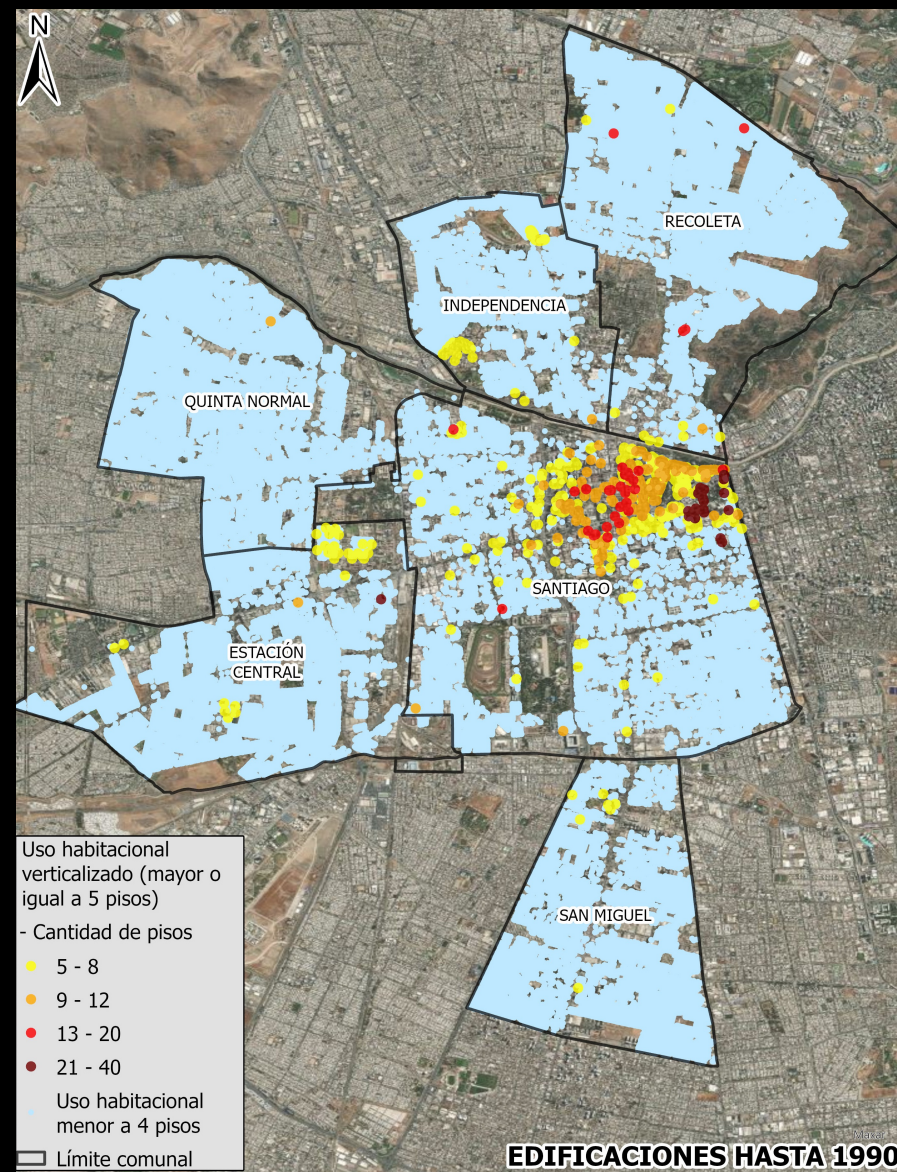 N
RECOLETA
INDEPENDENCIA
QUINTA NORMAL
SANTIAGO
ESTACIÓN
CENTRAL
SAN MIGUEL
Uso habitacional
verticalizado (mayor o
igual a 5 pisos)
- Cantidad de pisos
5 - 8
9 - 12
13 - 20
21 - 40
Uso habitacional
menor a 4 pisos
Límite comunal
Maxar
EDIFICACIONES HASTA 1990